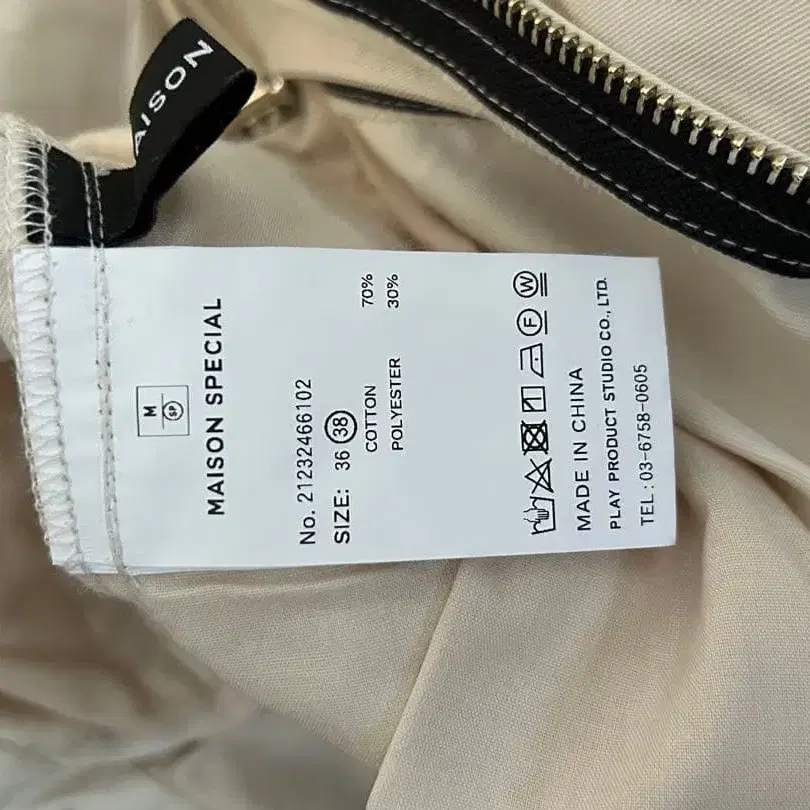 AISON
M
SP
MAISON SPECIAL
No. 21232466102
SIZE: 36 38
COTTON 70%
POLYESTER 30%
F W
MADE IN CHINA
PLAY PRODUCT STUDIO CO., LTD.
TEL : 03-6758-0605